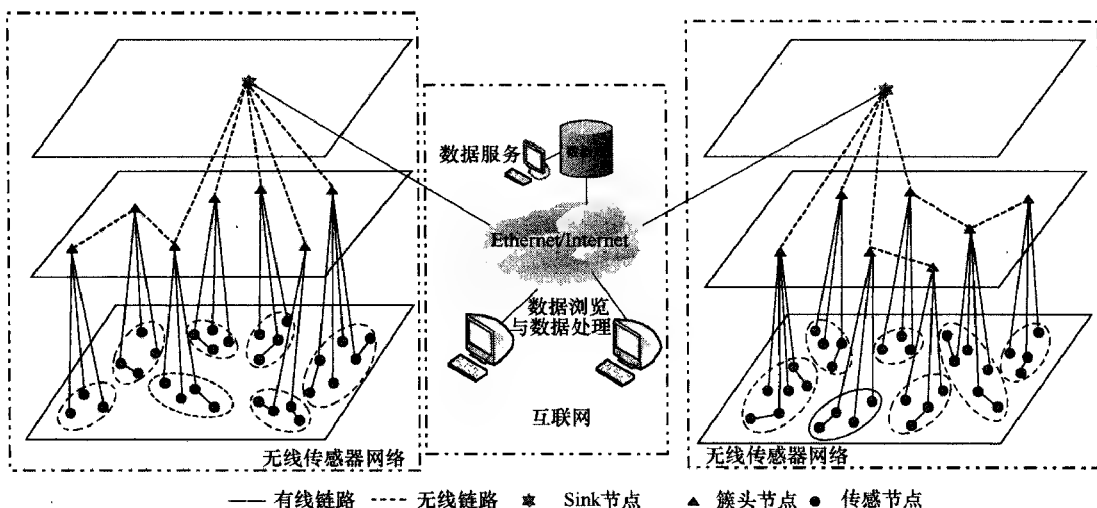 数据服务
Ethernet/Internet
数据浏览
与数据处理
互联网
无线传感器网络
无线传感器网络
有线链路
无线链路
Sink节点
簇头节点
传感节点